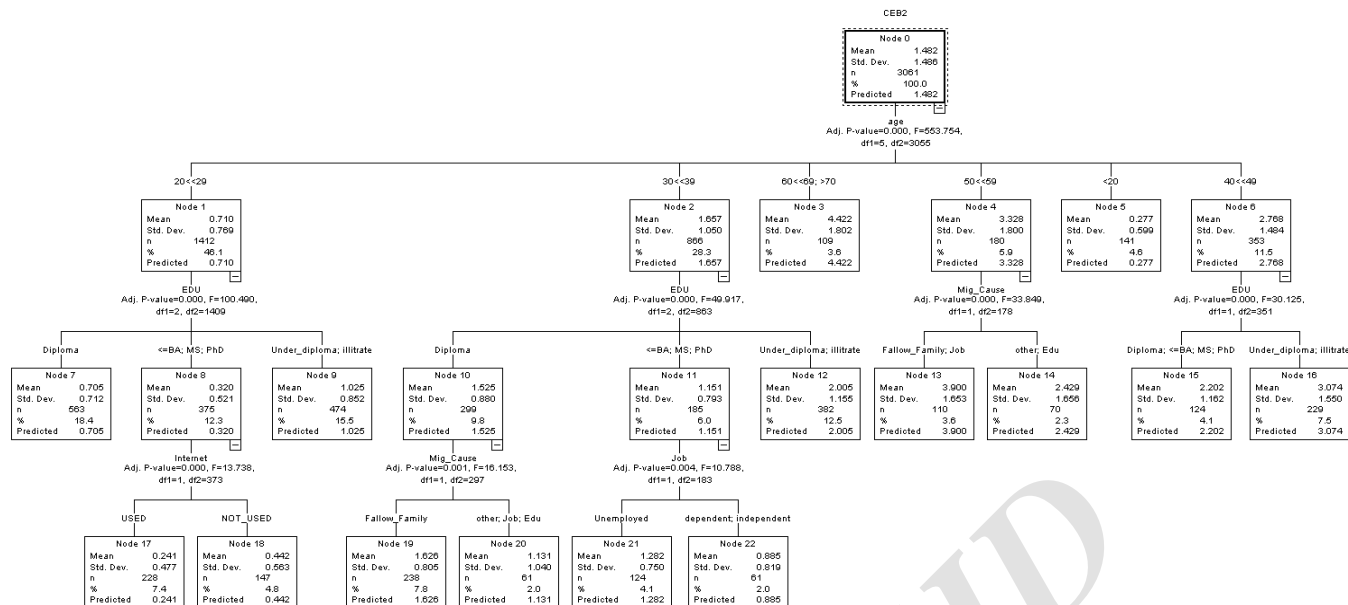 CEB2
Node 0
Mean 1.482
Std. Dev. 1.486
n 3061
% 100.0
Predicted 1.482
age
Adj. P-value=0.000, F=553.754,
df1=5, df2=3055
20<<29
30<<39
60<<69; >70
50<<59
<20
40<<49
Node 1
Mean 0.710
Std. Dev. 0.769
n 1412
% 46.1
Predicted 0.710
Node 2
Mean 1.657
Std. Dev. 1.050
n 866
% 28.3
Predicted 1.657
Node 3
Mean 4.422
Std. Dev. 1.802
n 109
% 3.6
Predicted 4.422
Node 4
Mean 3.328
Std. Dev. 1.800
n 180
% 5.9
Predicted 3.328
Node 5
Mean 0.277
Std. Dev. 0.599
n 141
% 4.6
Predicted 0.277
Node 6
Mean 2.768
Std. Dev. 1.484
n 353
% 11.5
Predicted 2.768
EDU
Adj. P-value=0.000, F=100.490,
df1=2, df2=1409
EDU
Adj. P-value=0.000, F=49.917,
df1=2, df2=863
Mig_Cause
Adj. P-value=0.000, F=33.849,
df1=1, df2=178
EDU
Adj. P-value=0.000, F=30.125,
df1=1, df2=351
Diploma
<=BA; MS; PhD
Under_diploma; illitrate
Diploma
<=BA; MS; PhD
Under_diploma; illitrate
Fallow_Family; Job
other; Edu
Diploma; <=BA; MS; PhD
Under_diploma; illitrate
Node 7
Mean 0.705
Std. Dev. 0.712
n 563
% 18.4
Predicted 0.705
Node 8
Mean 0.320
Std. Dev. 0.521
n 375
% 12.3
Predicted 0.320
Node 9
Mean 1.025
Std. Dev. 0.852
n 474
% 15.5
Predicted 1.025
Node 10
Mean 1.525
Std. Dev. 0.880
n 299
% 9.8
Predicted 1.525
Node 11
Mean 1.151
Std. Dev. 0.793
n 185
% 6.0
Predicted 1.151
Node 12
Mean 2.005
Std. Dev. 1.155
n 382
% 12.5
Predicted 2.005
Node 13
Mean 3.900
Std. Dev. 1.653
n 110
% 3.6
Predicted 3.900
Node 14
Mean 2.429
Std. Dev. 1.656
n 70
% 2.3
Predicted 2.429
Node 15
Mean 2.202
Std. Dev. 1.162
n 124
% 4.1
Predicted 2.202
Node 16
Mean 3.074
Std. Dev. 1.550
n 229
% 7.5
Predicted 3.074
Internet
Adj. P-value=0.000, F=13.738,
df1=1, df2=373
Mig_Cause
Adj. P-value=0.001, F=16.153,
df1=1, df2=297
Job
Adj. P-value=0.004, F=10.788,
df1=1, df2=183
USED
NOT_USED
Fallow_Family
other; Job; Edu
Unemployed
dependent; independent
Node 17
Mean 0.241
Std. Dev. 0.477
n 228
% 7.4
Predicted 0.241
Node 18
Mean 0.442
Std. Dev. 0.563
n 147
% 4.8
Predicted 0.442
Node 19
Mean 1.626
Std. Dev. 0.805
n 238
% 7.8
Predicted 1.626
Node 20
Mean 1.131
Std. Dev. 1.040
n 61
% 2.0
Predicted 1.131
Node 21
Mean 1.282
Std. Dev. 0.750
n 124
% 4.1
Predicted 1.282
Node 22
Mean 0.885
Std. Dev. 0.819
n 61
% 2.0
Predicted 0.885
ID